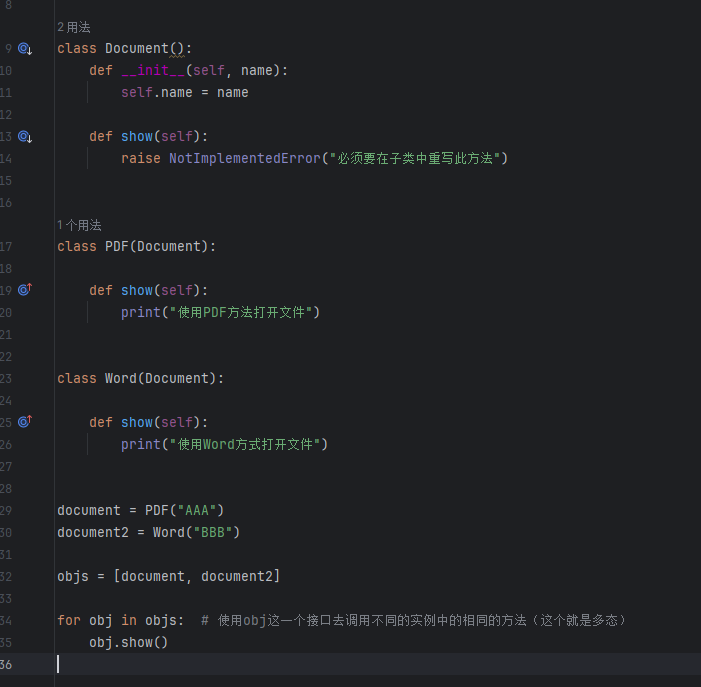 8
2 用法
9 class Document():
10     def __init__(self, name):
11         self.name = name
12
13     def show(self):
14         raise NotImplementedError("必须要在子类中重写此方法")
15
16
1 个用法
17 class PDF(Document):
18
19     def show(self):
20         print("使用PDF方法打开文件")
21
22
23 class Word(Document):
24
25     def show(self):
26         print("使用Word方式打开文件")
27
28
29 document = PDF("AAA")
30 document2 = Word("BBB")
31
32 objs = [document, document2]
33
34 for obj in objs:  # 使用obj这一个接口去调用不同的实例中的相同的方法（这个就是多态）
35     obj.show()
36